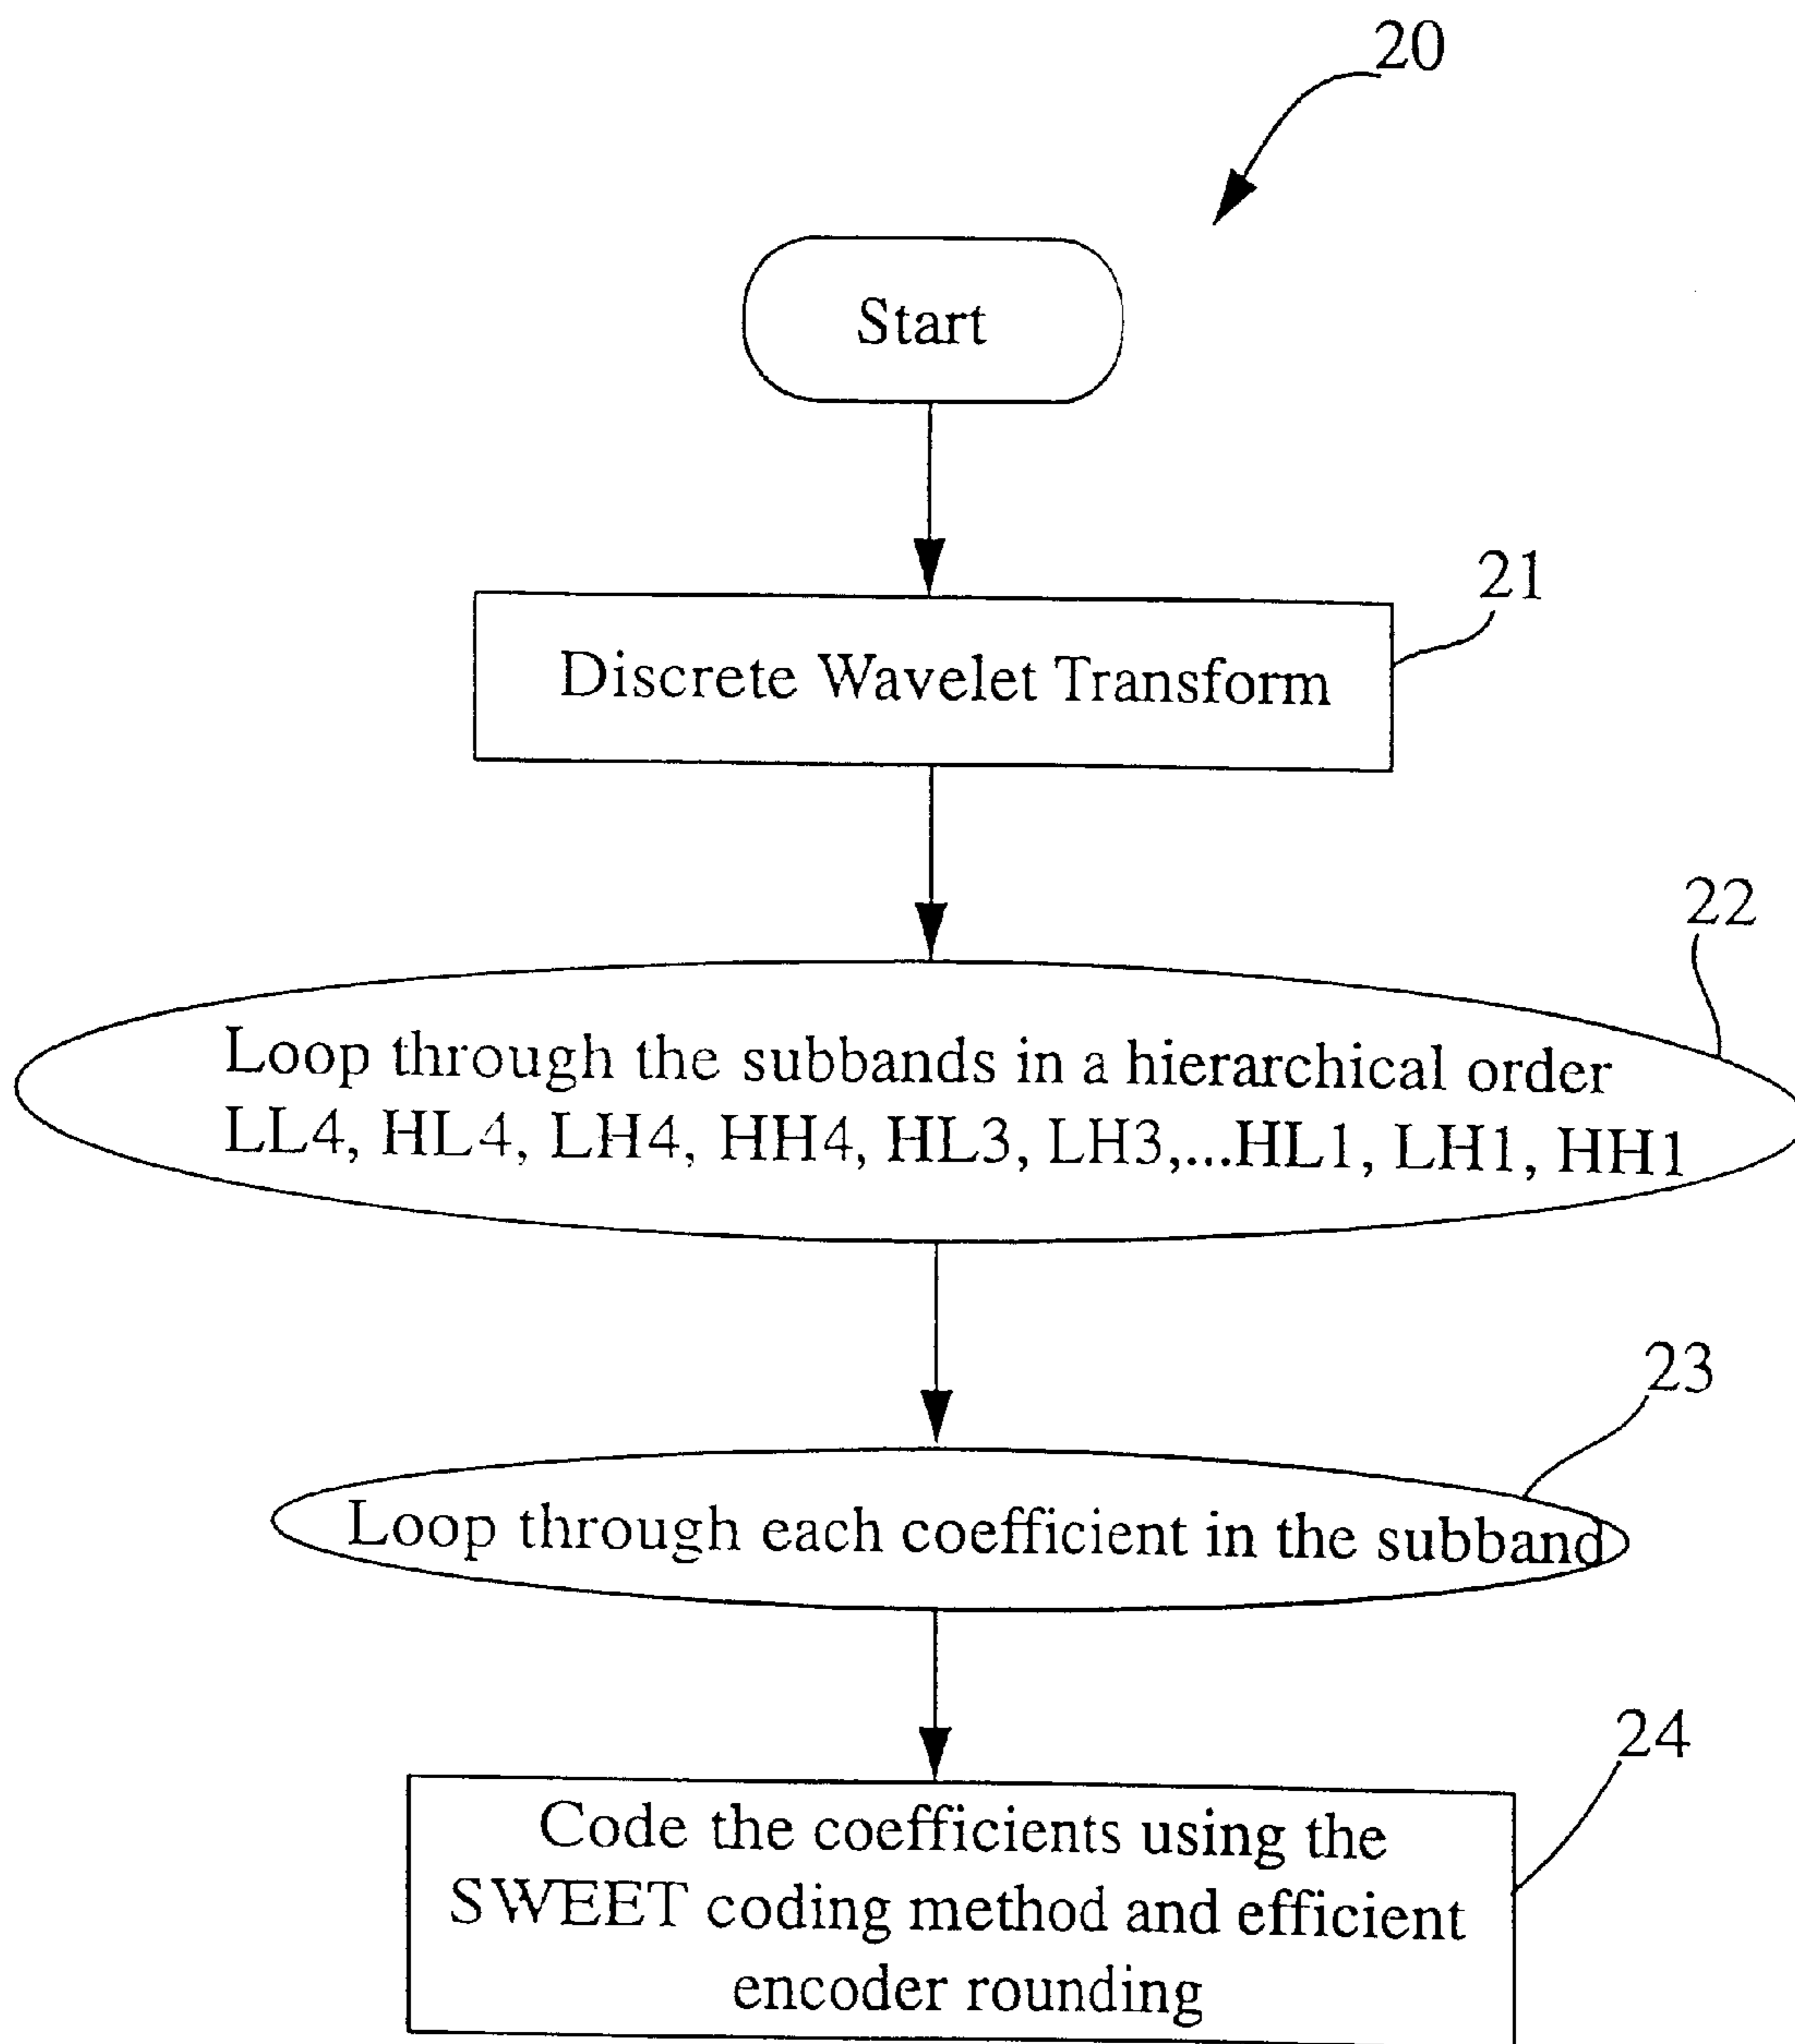 20
Start
21
Discrete Wavelet Transform
22
Loop through the subbands in a hierarchical order
LL4, HL4, LH4, HH4, HL3, LH3,...HL1, LH1, HH1
23
Loop through each coefficient in the subband
24
Code the coefficients using the
SWEET coding method and efficient
encoder rounding